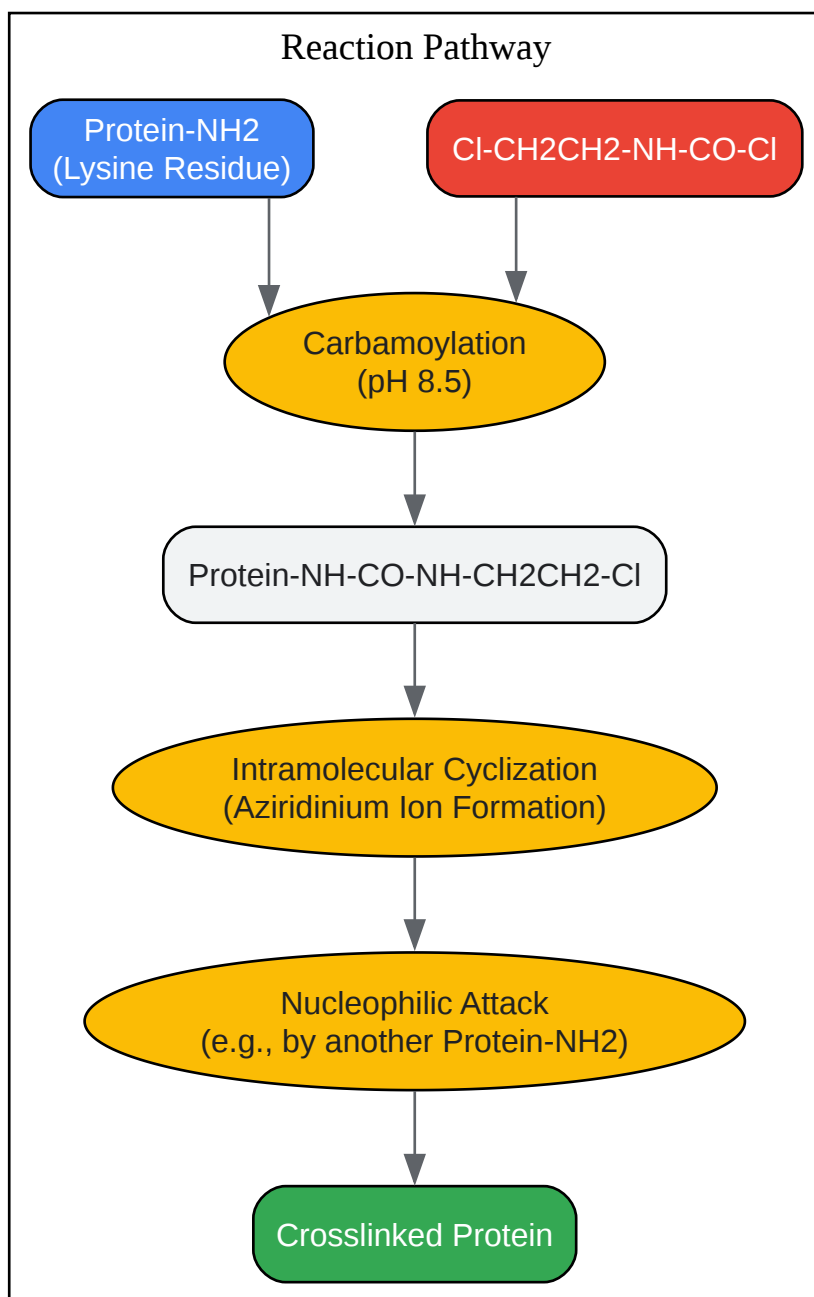 Reaction Pathway
Protein-NH2
(Lysine Residue)
Cl-CH2CH2-NH-CO-Cl
Carbamoylation
(pH 8.5)
Protein-NH-CO-NH-CH2CH2-Cl
Intramolecular Cyclization
(Aziridinium Ion Formation)
Nucleophilic Attack
(e.g., by another Protein-NH2)
Crosslinked Protein